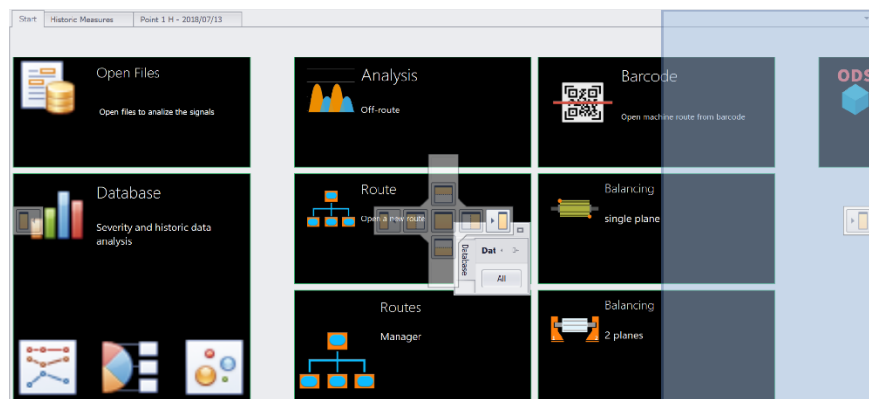 Start
Historic Measures
Point 1 H - 2018/07/13
Open Files
Open files to analize the signals
Analysis
Off-route
Barcode
Open machine route from barcode
ODS
Database
Severity and historic data
analysis
Route
Open a new route
Balancing
single plane
Database
Dat
All
Routes
Manager
Balancing
2 planes